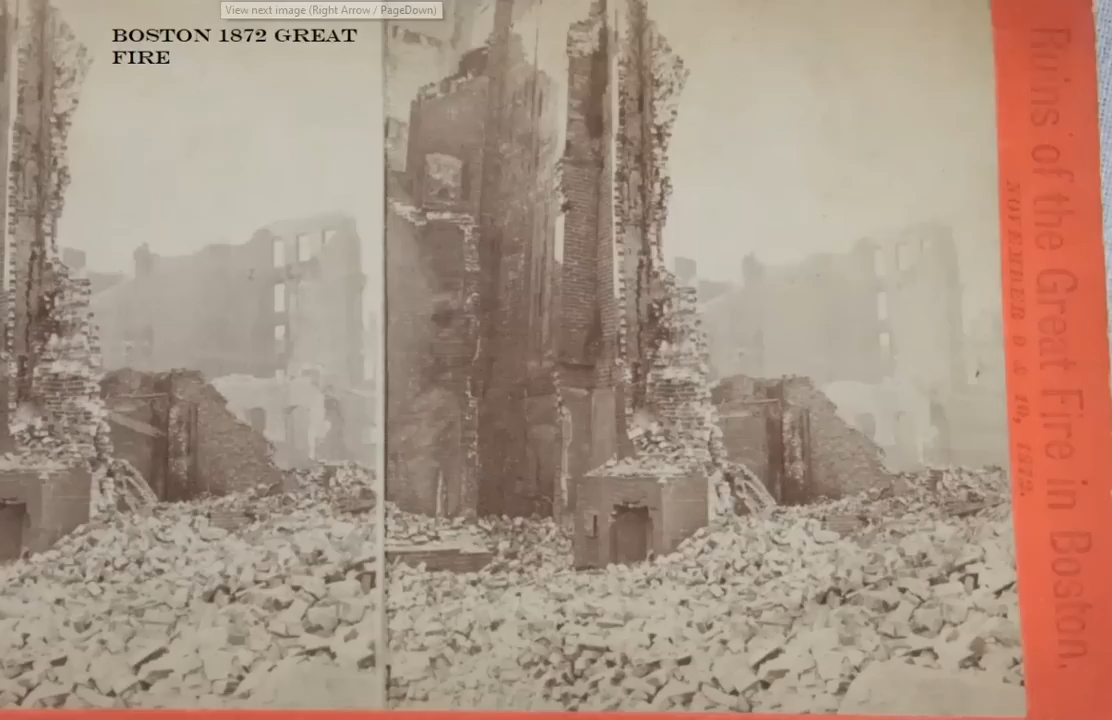 View next image (Right Arrow / PageDown)
BOSTON 1872 GREAT
FIRE
Ruins of the Great Fire in Boston.
NOVEMBER 9 & 10, 1872.